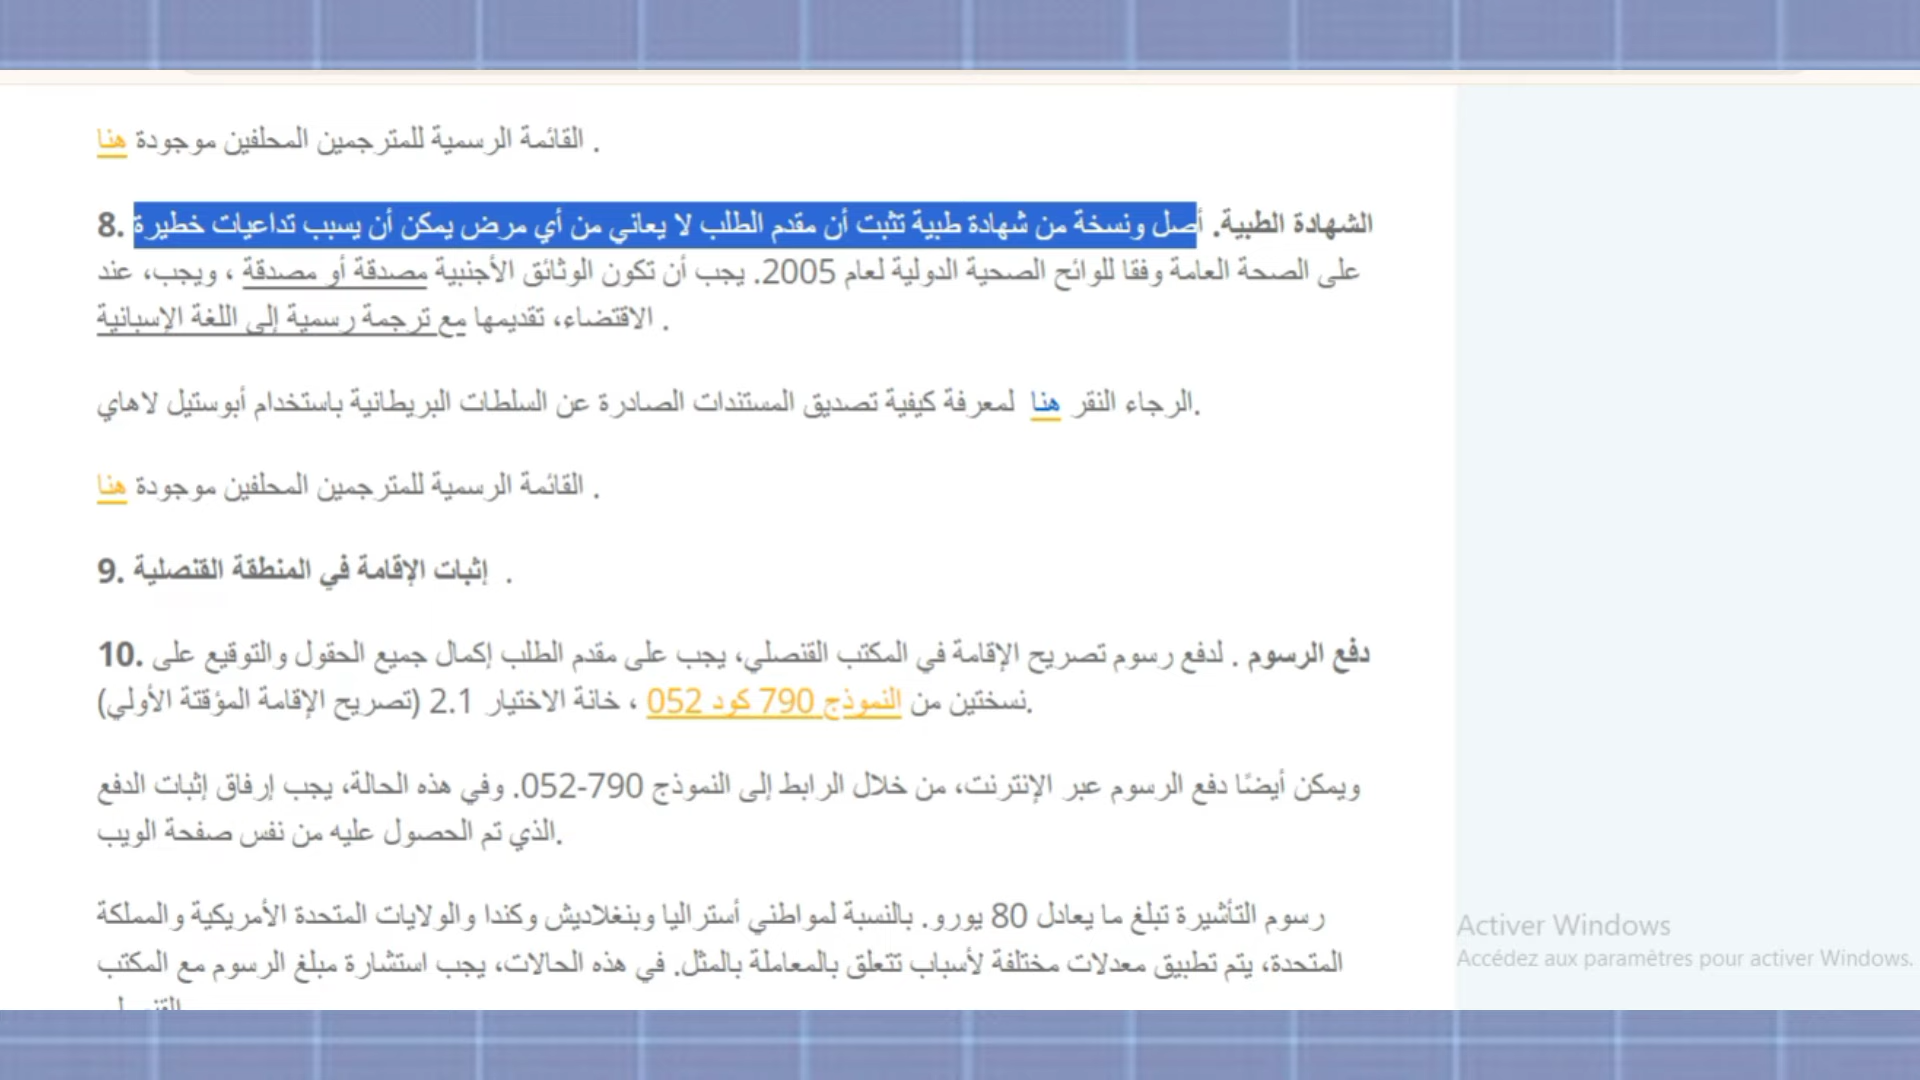 القائمة الرسمية للمترجمين المحلفين موجودة هنا .
8. الشهادة الطبية. أصل ونسخة من شهادة طبية تثبت أن مقدم الطلب لا يعاني من أي مرض يمكن أن يسبب تداعيات خطيرة
على الصحة العامة وفقا للوائح الصحية الدولية لعام 2005. يجب أن تكون الوثائق الأجنبية مصدقة أو مصدقة ، ويجب، عند
الاقتضاء، تقديمها مع ترجمة رسمية إلى اللغة الإسبانية .
الرجاء النقر هنا لمعرفة كيفية تصديق المستندات الصادرة عن السلطات البريطانية باستخدام أبوستيل لاهاي.
القائمة الرسمية للمترجمين المحلفين موجودة هنا .
9. إثبات الإقامة في المنطقة القنصلية .
10. دفع الرسوم . لدفع رسوم تصريح الإقامة في المكتب القنصلي، يجب على مقدم الطلب إكمال جميع الحقول والتوقيع على
نسختين من النموذج 790 كود 052 ، خانة الاختيار 2.1 (تصريح الإقامة المؤقتة الأولي).
ويمكن أيضًا دفع الرسوم عبر الإنترنت، من خلال الرابط إلى النموذج 790-052. وفي هذه الحالة، يجب إرفاق إثبات الدفع
الذي تم الحصول عليه من نفس صفحة الويب.
رسوم التأشيرة تبلغ ما يعادل 80 يورو. بالنسبة لمواطني أستراليا وبنغلاديش وكندا والولايات المتحدة الأمريكية والمملكة
المتحدة، يتم تطبيق معدلات مختلفة لأسباب تتعلق بالمعاملة بالمثل. في هذه الحالات، يجب استشارة مبلغ الرسوم مع المكتب
Activer Windows
Accédez aux paramètres pour activer Windows.